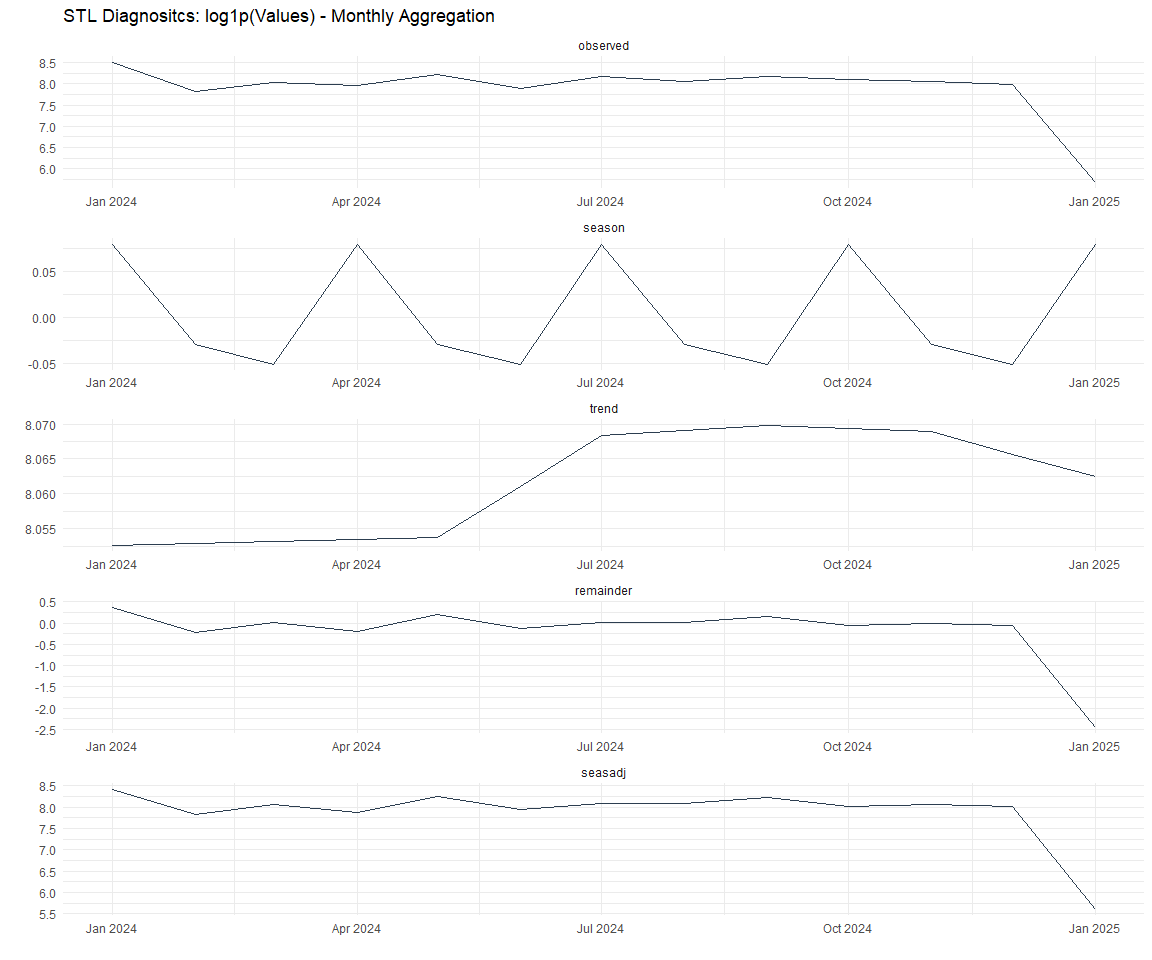 STL Diagnositcs: log1p(Values) - Monthly Aggregation
observed
8.5
8.0
7.5
7.0
6.5
6.0
Jan 2024 Apr 2024 Jul 2024 Oct 2024 Jan 2025
season
0.05
0.00
-0.05
Jan 2024 Apr 2024 Jul 2024 Oct 2024 Jan 2025
trend
8.070
8.065
8.060
8.055
Jan 2024 Apr 2024 Jul 2024 Oct 2024 Jan 2025
remainder
0.5
0.0
-0.5
-1.0
-1.5
-2.0
-2.5
Jan 2024 Apr 2024 Jul 2024 Oct 2024 Jan 2025
seasadj
8.5
8.0
7.5
7.0
6.5
6.0
5.5
Jan 2024 Apr 2024 Jul 2024 Oct 2024 Jan 2025